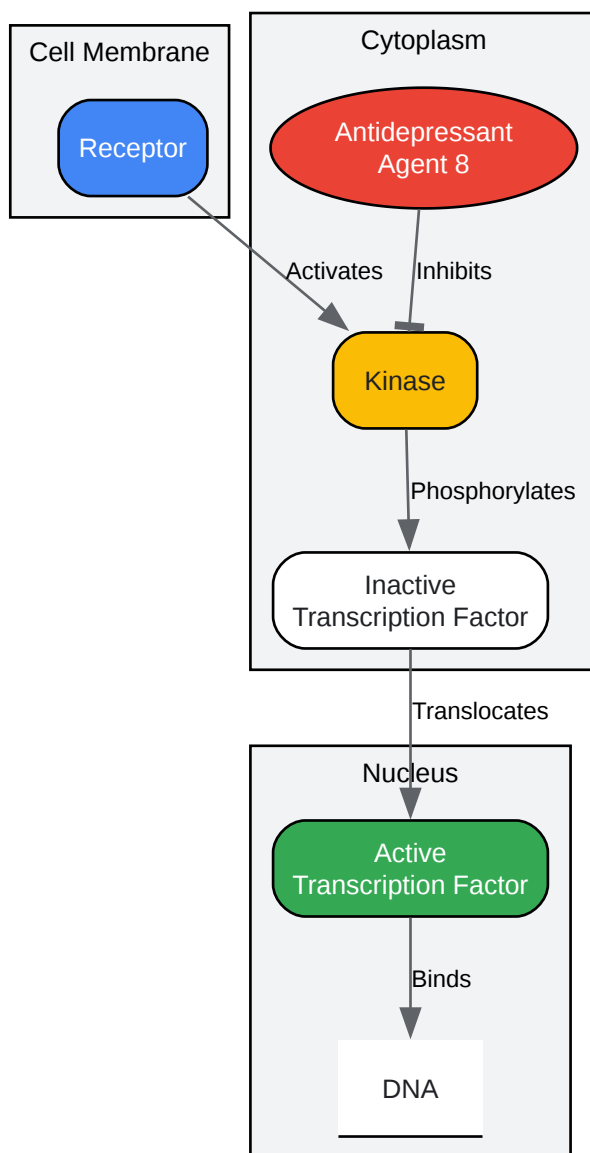 Cell Membrane
Cytoplasm
Receptor
Antidepressant
Agent 8
Activates
Inhibits
Kinase
Phosphorylates
Inactive
Transcription Factor
Translocates
Nucleus
Active
Transcription Factor
Binds
DNA